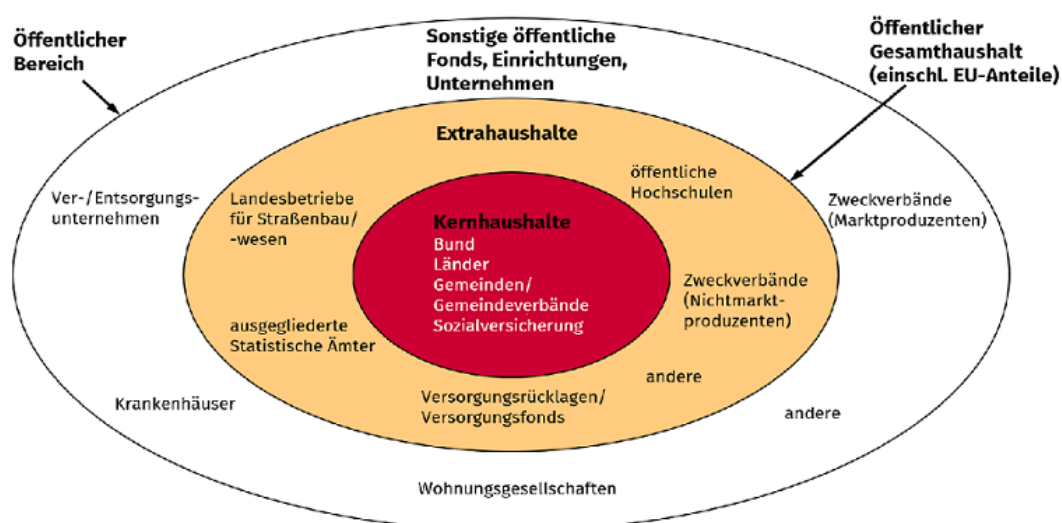 Öffentlicher
Bereich
Sonstige öffentliche
Fonds, Einrichtungen,
Unternehmen
Öffentlicher
Gesamthaushalt
(einschl. EU-Anteile)
Extrahaushalte
öffentliche
Hochschulen
Ver-/Entsorgungs-
unternehmen
Landesbetriebe
für Straßenbau/
-wesen
Zweckverbände
(Marktproduzenten)
Kernhaushalte
Bund
Länder
Gemeinden/
Gemeindeverbände
Sozialversicherung
Zweckverbände
(Nichtmarkt-
produzenten)
ausgegliederte
Statistische Ämter
andere
Versorgungsrücklagen/
Versorgungsfonds
Krankenhäuser
andere
Wohnungsgesellschaften